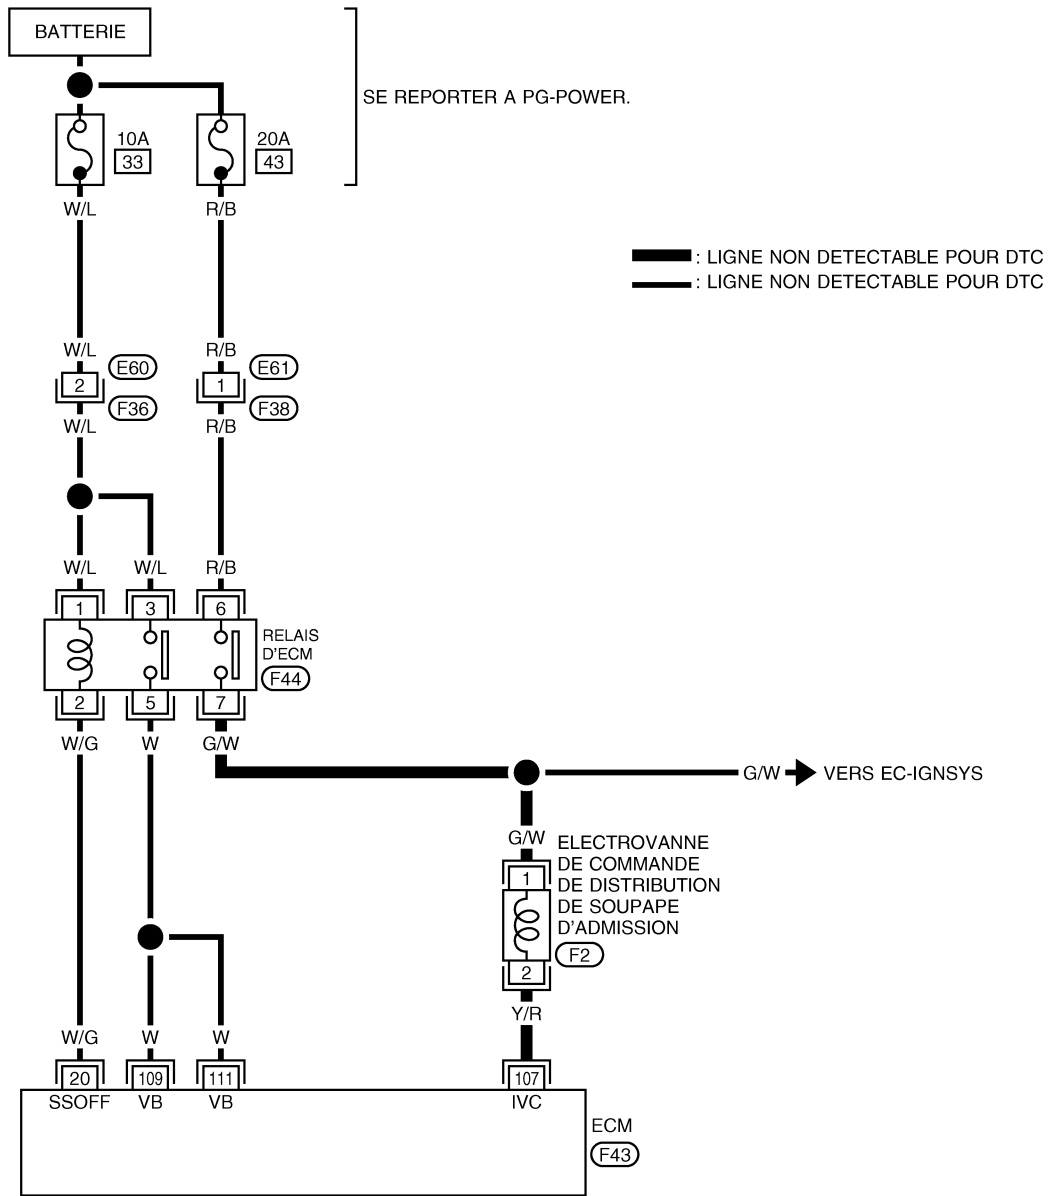 BATTERIE
SE REPORTER A PG-POWER.
10A
33
20A
43
W/L
R/B
: LIGNE NON DETECTABLE POUR DTC
: LIGNE NON DETECTABLE POUR DTC
W/L
R/B
E60
E61
2
1
F36
F38
W/L
R/B
W/L
W/L
R/B
1
3
6
RELAIS
D'ECM
F44
2
5
7
W/G
W
G/W
G/W
VERS EC-IGNSYS
G/W
ELECTROVANNE
DE COMMANDE
DE DISTRIBUTION
DE SOUPAPE
D'ADMISSION
1
F2
2
Y/R
W/G
W
W
20
109
111
107
SSOFF
VB
VB
IVC
ECM
F43